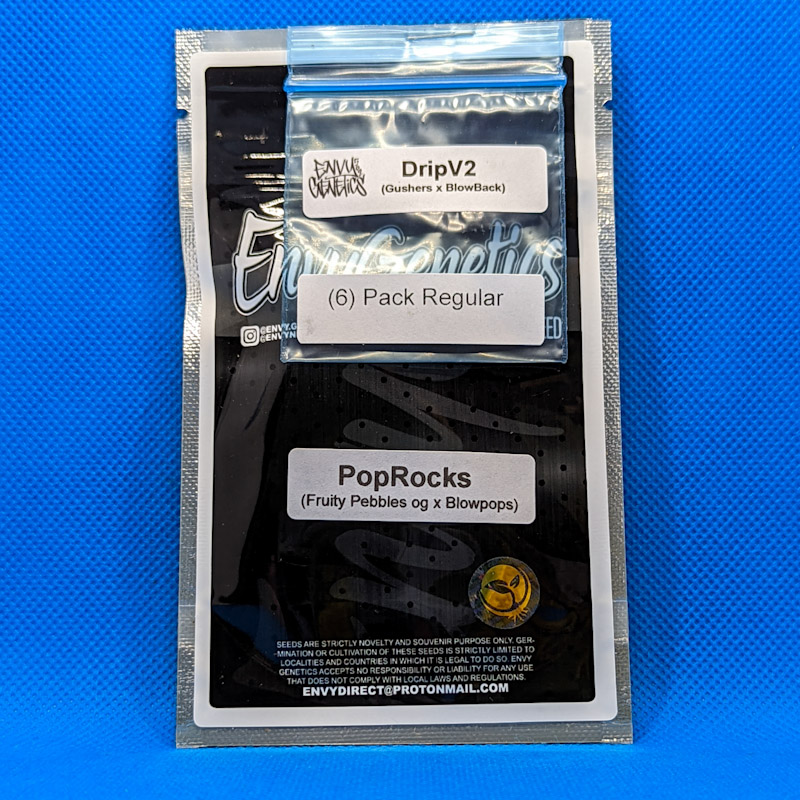 ENVY GENETICS
DripV2
(Gushers x BlowBack)
EnvyGenetics
(6) Pack Regular
PopRocks
(Fruity Pebbles og x Blowpops)
SEEDS ARE STRICTLY NOVELTY AND SOUVENIR PURPOSE ONLY. GER-
-MINATION OR CULTIVATION OF THESE SEEDS IS STRICTLY LIMITED TO
LOCALITIES AND COUNTRIES IN WHICH IT IS LEGAL TO DO SO. ENVY
GENETICS ACCEPTS NO RESPONSIBILITY OR LIABILITY FOR ANY USE
THAT DOES NOT COMPLY WITH LOCAL LAWS AND REGULATIONS.
ENVYDIRECT@PROTONMAIL.COM